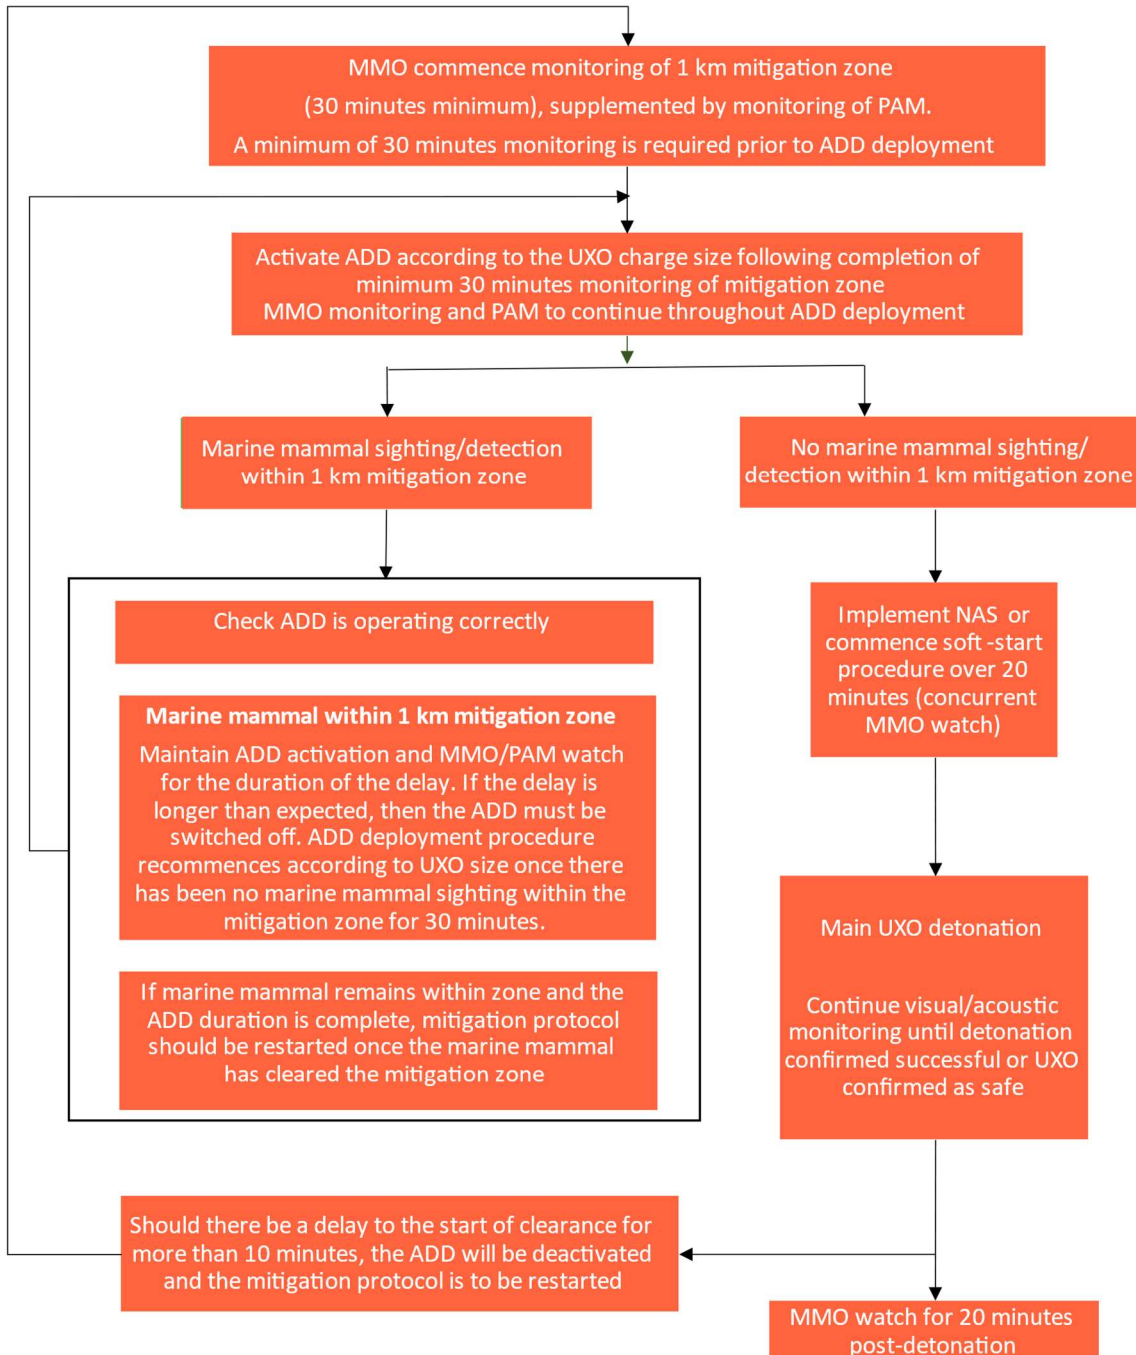 MMO commence monitoring of 1 km mitigation zone
(30 minutes minimum), supplemented by monitoring of PAM.
A minimum of 30 minutes monitoring is required prior to ADD deployment
Activate ADD according to the UXO charge size following completion of
minimum 30 minutes monitoring of mitigation zone
MMO monitoring and PAM to continue throughout ADD deployment
Marine mammal sighting/detection
within 1 km mitigation zone
No marine mammal sighting/
detection within 1 km mitigation zone
Check ADD is operating correctly
Marine mammal within 1 km mitigation zone
Maintain ADD activation and MMO/PAM watch
for the duration of the delay. If the delay is
longer than expected, then the ADD must be
switched off. ADD deployment procedure
recommences according to UXO size once there
has been no marine mammal sighting within the
mitigation zone for 30 minutes.
If marine mammal remains within zone and the
ADD duration is complete, mitigation protocol
should be restarted once the marine mammal
has cleared the mitigation zone
Implement NAS or
commence soft -start
procedure over 20
minutes (concurrent
MMO watch)
Main UXO detonation
Continue visual/acoustic
monitoring until detonation
confirmed successful or UXO
confirmed as safe
Should there be a delay to the start of clearance for
more than 10 minutes, the ADD will be deactivated
and the mitigation protocol is to be restarted
MMO watch for 20 minutes
post-detonation